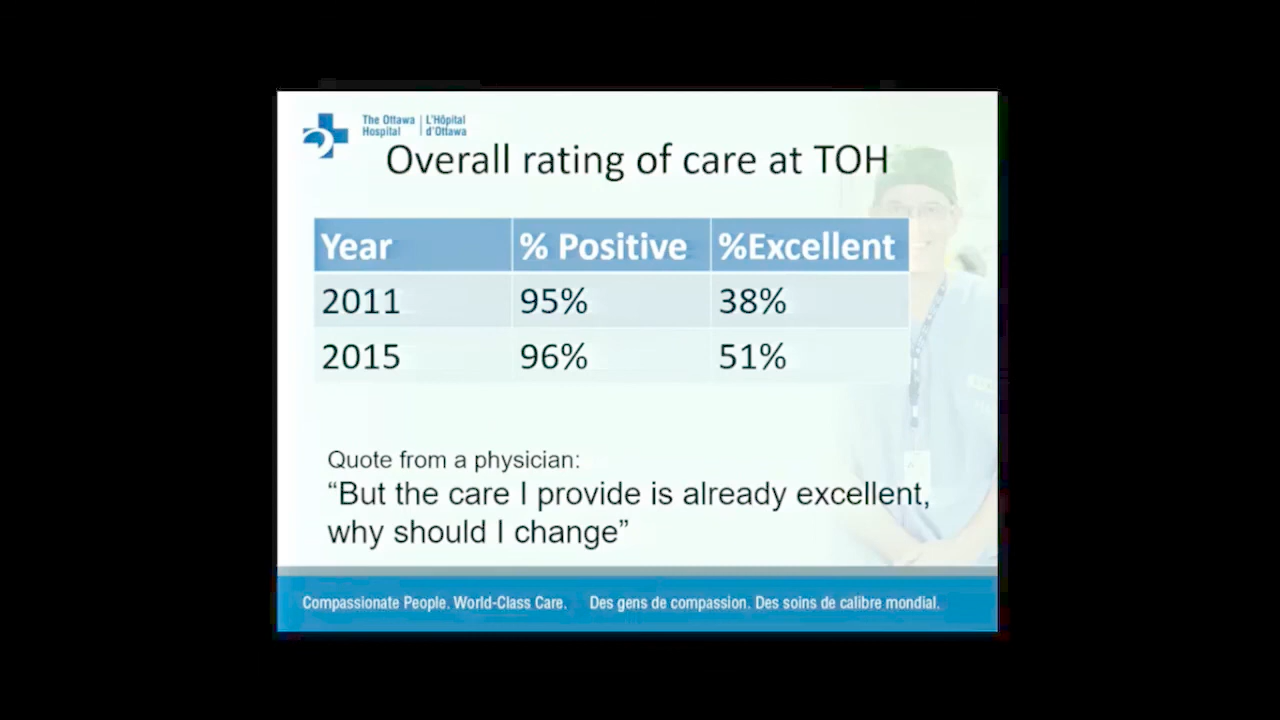 The Ottawa Hospital
L'Hôpital d'Ottawa
Overall rating of care at TOH
Year % Positive %Excellent
2011 95% 38%
2015 96% 51%
Quote from a physician:
“But the care I provide is already excellent,
why should I change”
Compassionate People. World-Class Care. Des gens de compassion. Des soins de calibre mondial.